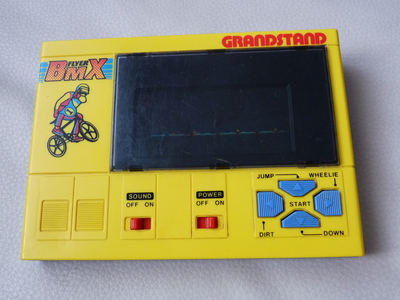 GRANDSTAND
FLYER
BMX
SOUND
OFF ON
POWER
OFF ON
JUMP
WHEELIE
START
DIRT
DOWN